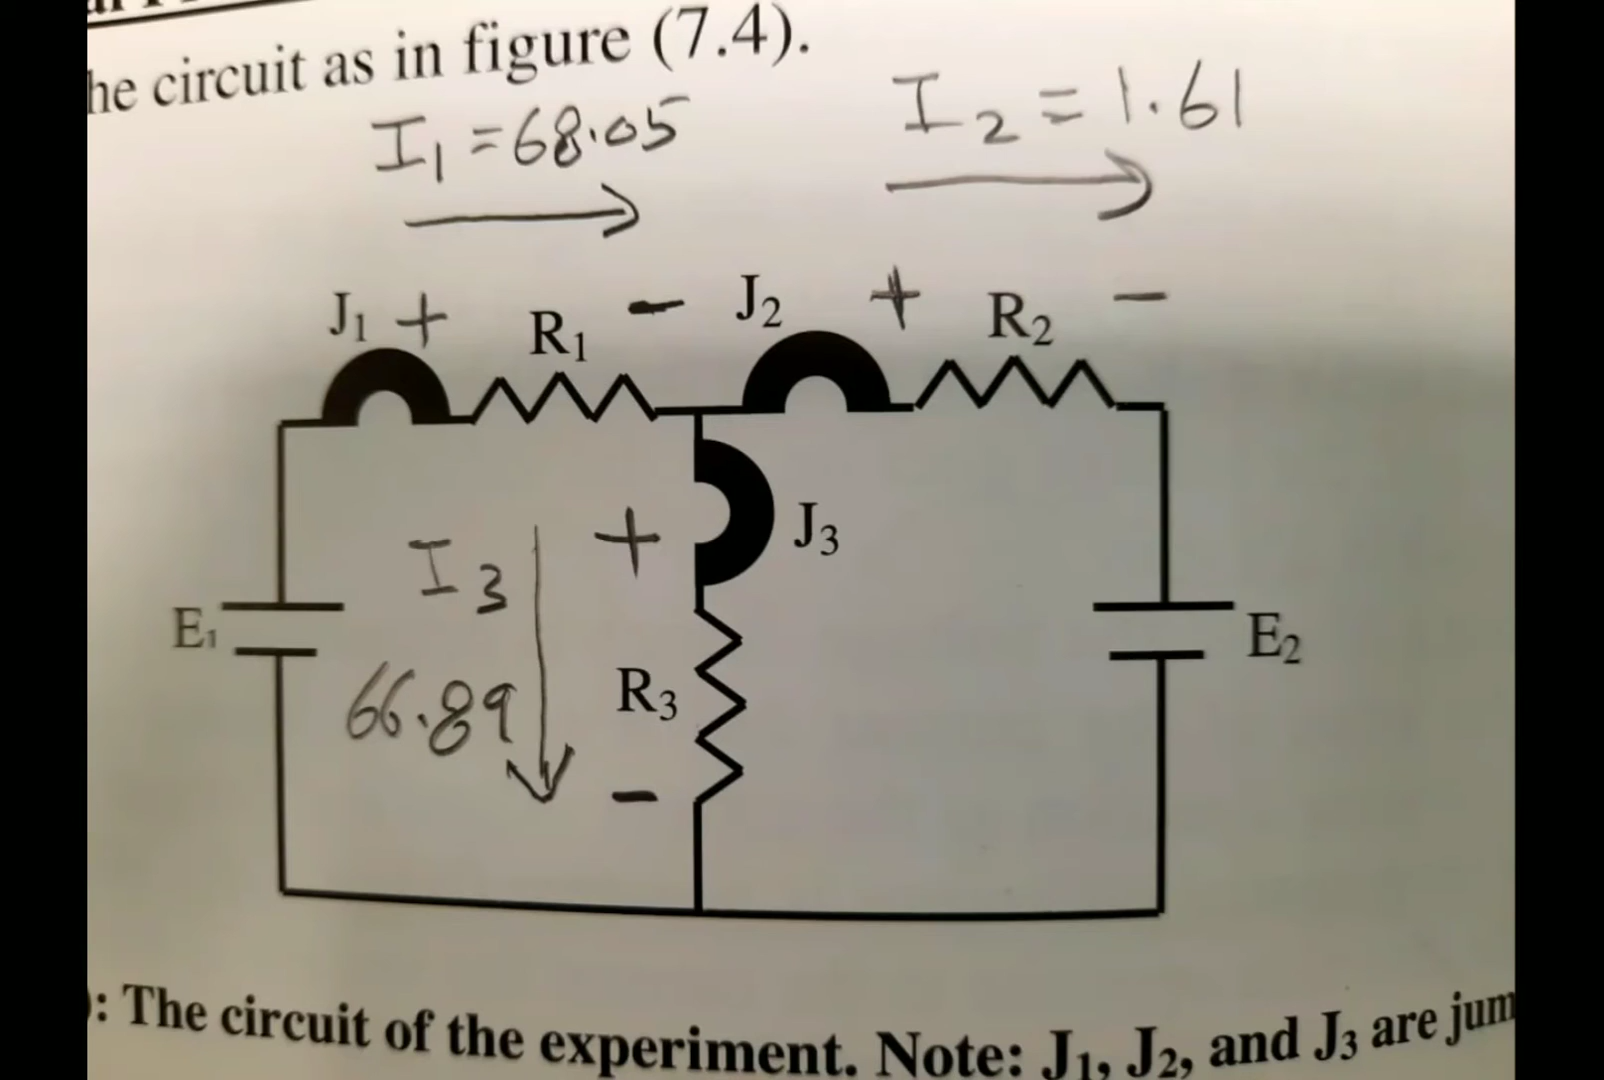 he circuit as in figure (7.4).
I1 = 68.05
I2 = 1.61
J1 + R1 - J2 + R2 -
I3 + J3
E1 E2
66.89 R3
-
: The circuit of the experiment. Note: J1, J2, and J3 are jum